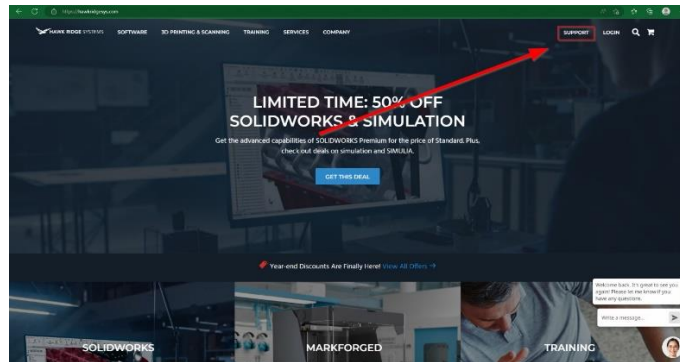 https://hawkridgesys.com
HAWK RIDGE SYSTEMS SOFTWARE 3D PRINTING & SCANNING TRAINING SERVICES COMPANY SUPPORT LOGIN
LIMITED TIME: 50% OFF
SOLIDWORKS & SIMULATION
Get the advanced capabilities of SOLIDWORKS Premium for the price of Standard. Plus,
check out deals on simulation and SIMULIA.
GET THIS DEAL
Year-end Discounts Are Finally Here! View All Offers →
Welcome back. It's great to see you
again! Please let me know if you
have any questions.
Write a message...
SOLIDWORKS MARKFORGED TRAINING